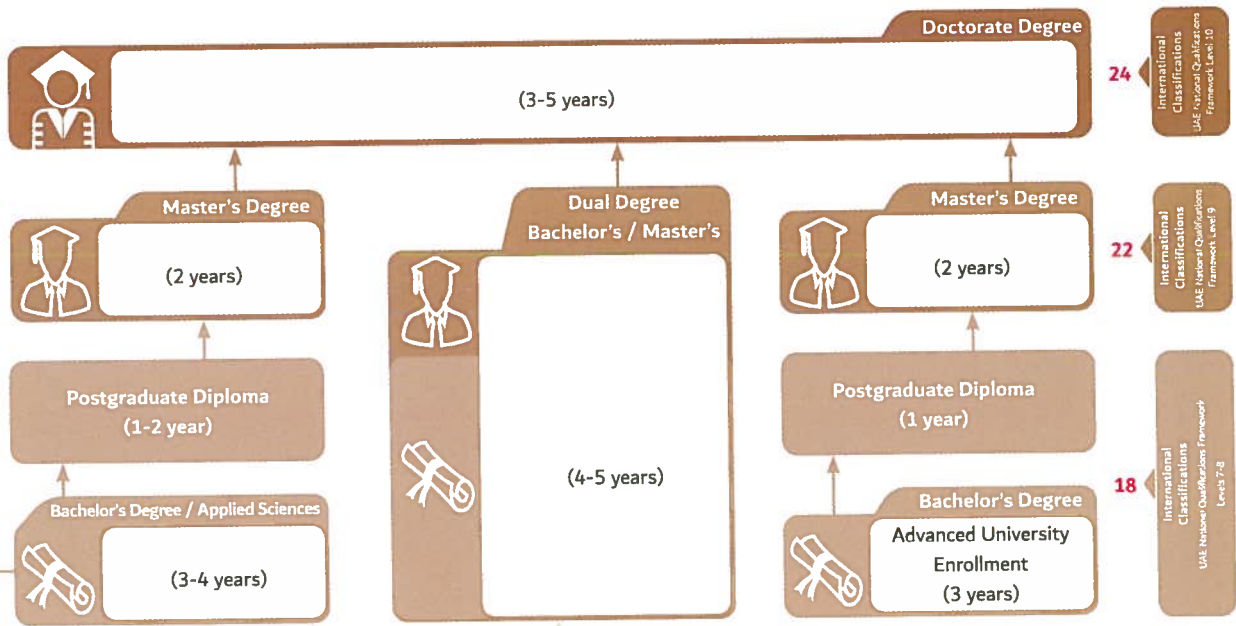 Doctorate Degree
(3-5 years)
24
International
Classifications
UAE National Qualifications
Framework Level 10
Master's Degree
(2 years)
Dual Degree
Bachelor's / Master's
(4-5 years)
Master's Degree
(2 years)
22
International
Classifications
UAE National Qualifications
Framework Level 9
Postgraduate Diploma
(1-2 year)
Postgraduate Diploma
(1 year)
Bachelor's Degree / Applied Sciences
(3-4 years)
Bachelor's Degree
Advanced University
Enrollment
(3 years)
18
International
Classifications
UAE National Qualifications Framework
Levels 7-8